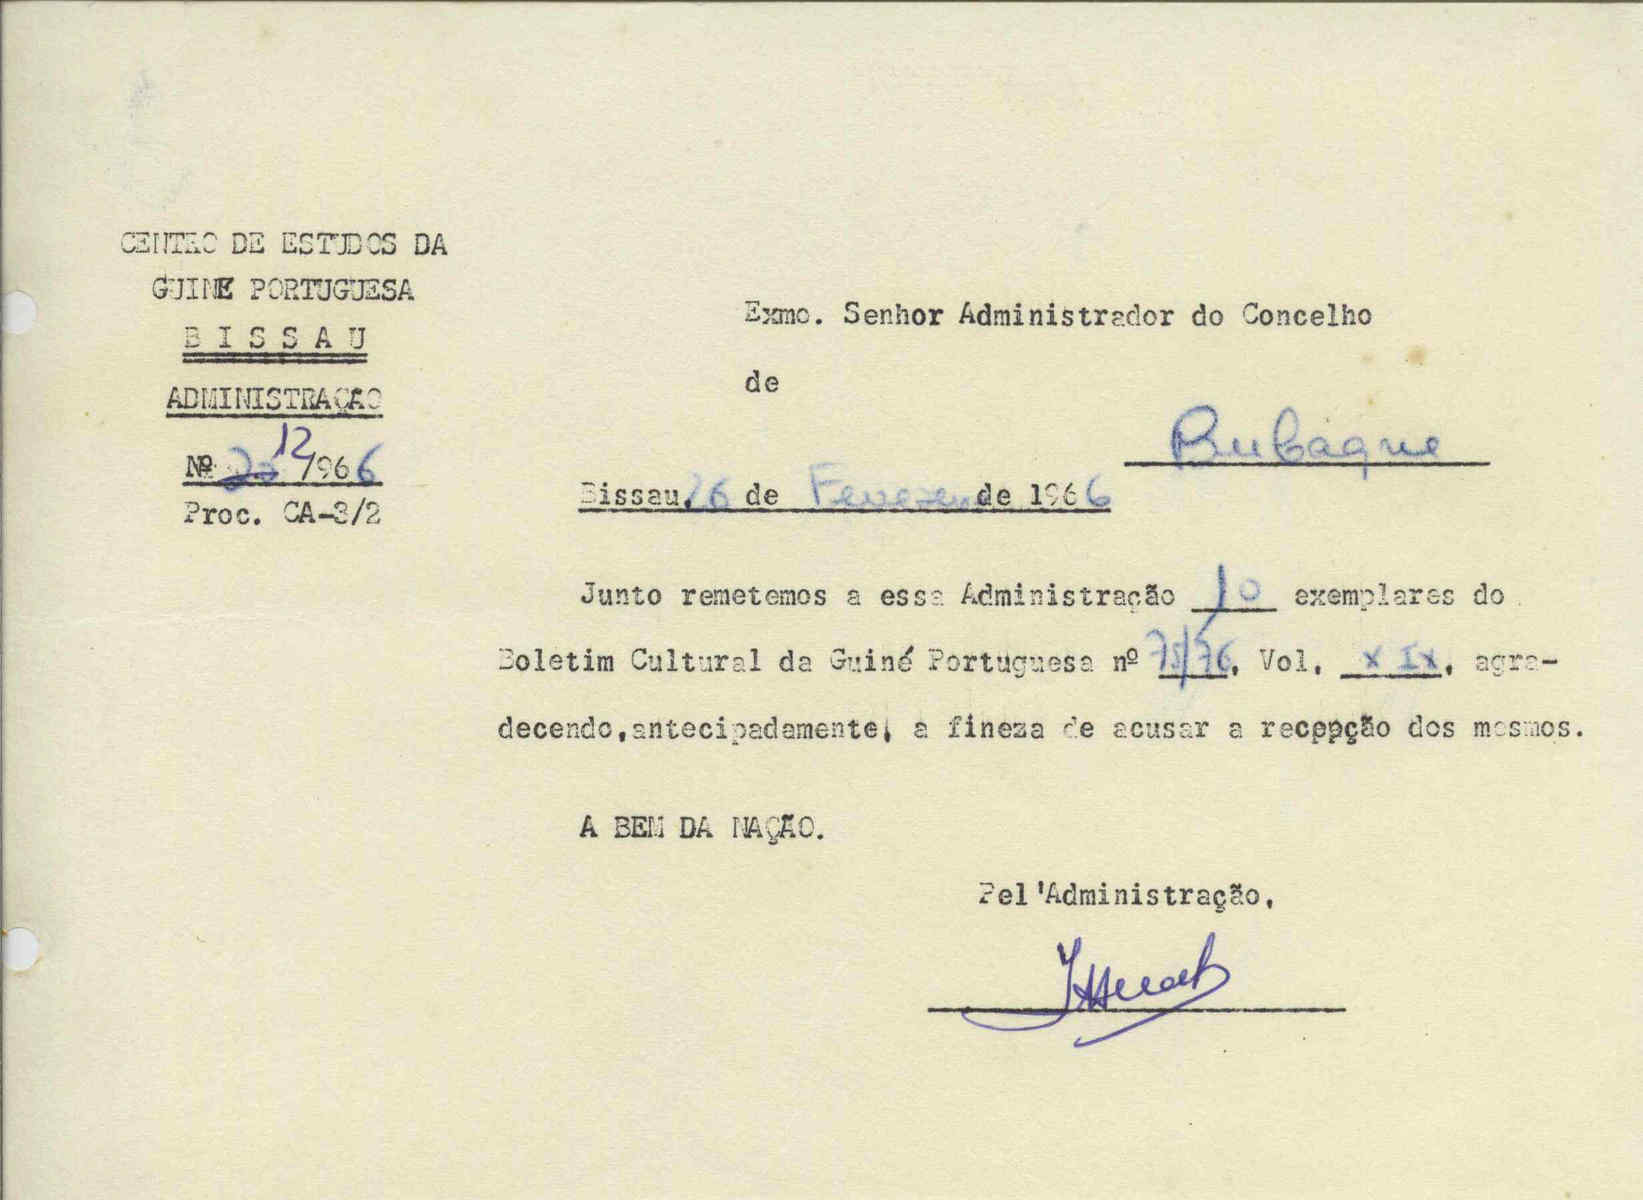 CENTRO DE ESTUDOS DA
GUINÉ PORTUGUESA
BISSAU
ADMINISTRAÇÃO
Nº 12/966
Proc. CA-3/2
Exmo. Senhor Administrador do Concelho
de
Bubaque
Bissau, 26 de Fevereiro de 1966
Junto remetemos a essa Administração 10 exemplares do
Boletim Cultural da Guiné Portuguesa nº 75/76, Vol. XIX, agra-
decendo, antecipadamente, a fineza de acusar a recepção dos mesmos.
A BEM DA NAÇÃO.
Pel'Administração,